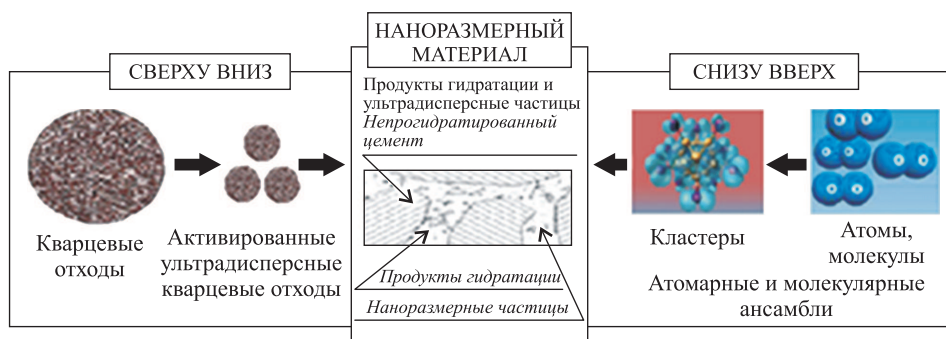 СВЕРХУ ВНИЗ
Кварцевые
отходы
Активированные
ультрадисперсные
кварцевые отходы
НАНОРАЗМЕРНЫЙ
МАТЕРИАЛ
Продукты гидратации и
ультрадисперсные частицы
Непрогидратированный
цемент
Продукты гидратации
Наноразмерные частицы
СНИЗУ ВВЕРХ
Кластеры
Атомы,
молекулы
Атомарные и молекулярные
ансамбли